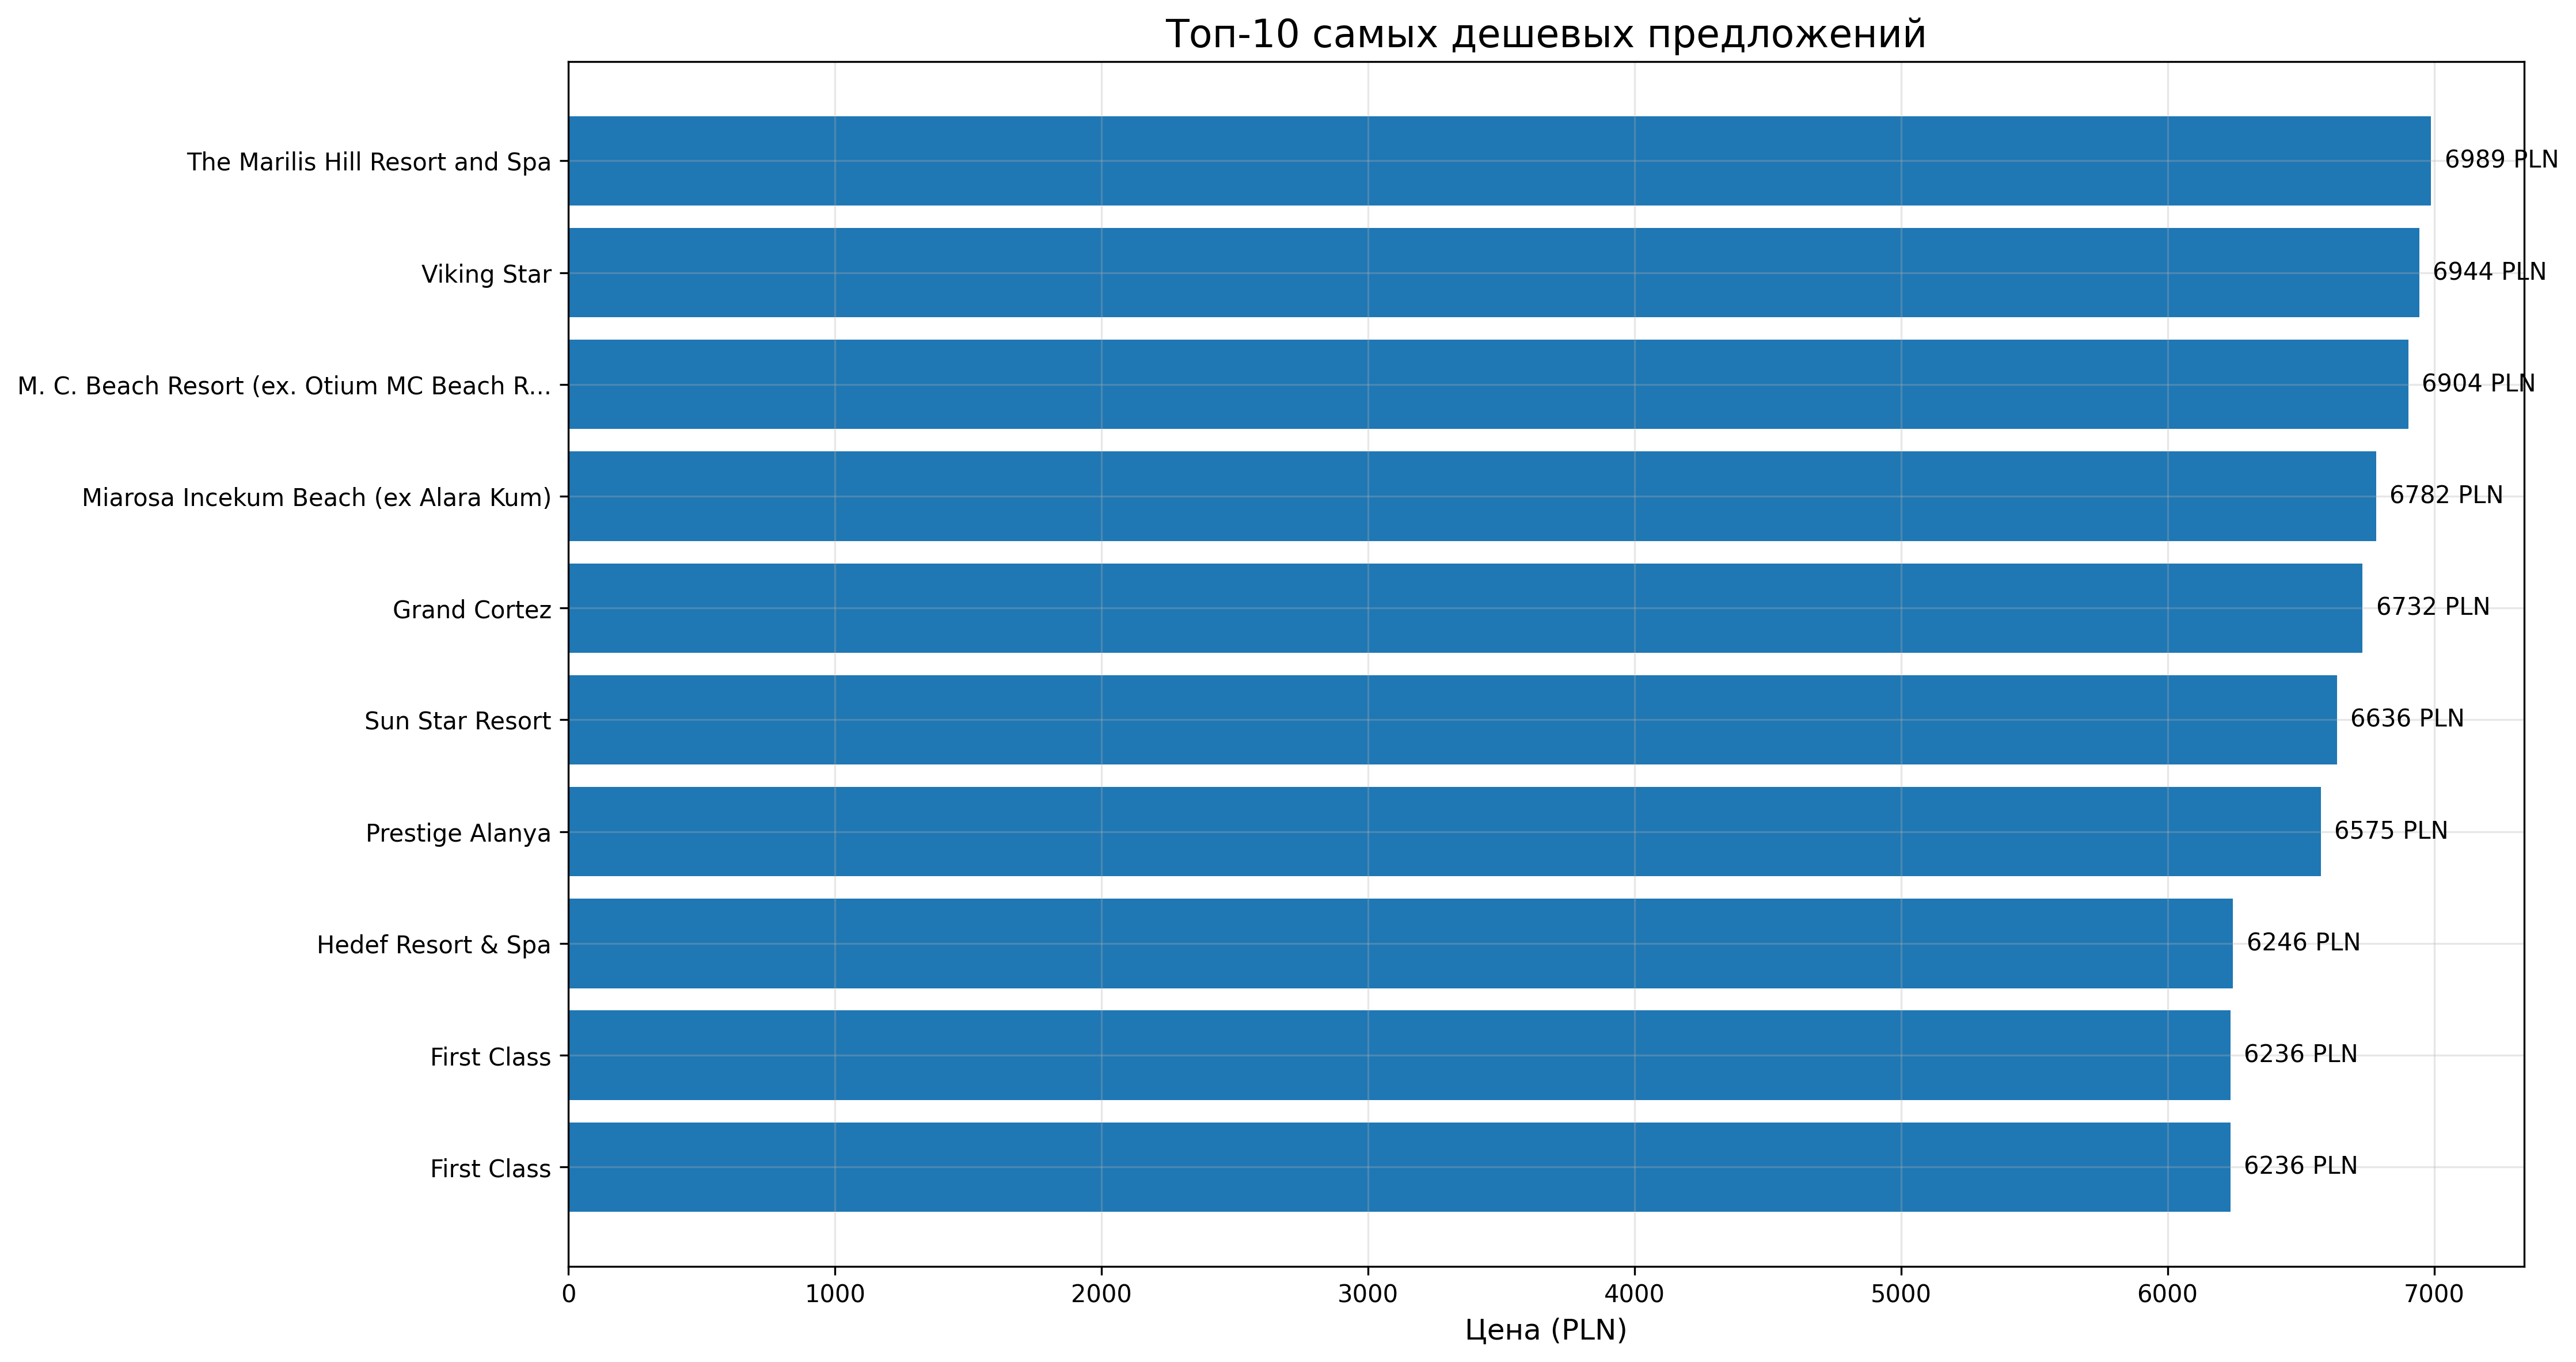 Топ-10 самых дешевых предложений
The Marilis Hill Resort and Spa 6989 PLN
Viking Star 6944 PLN
M. C. Beach Resort (ex. Otium MC Beach R... 6904 PLN
Miarosa Incekum Beach (ex Alara Kum) 6782 PLN
Grand Cortez 6732 PLN
Sun Star Resort 6636 PLN
Prestige Alanya 6575 PLN
Hedef Resort & Spa 6246 PLN
First Class 6236 PLN
First Class 6236 PLN
0 1000 2000 3000 4000 5000 6000 7000
Цена (PLN)